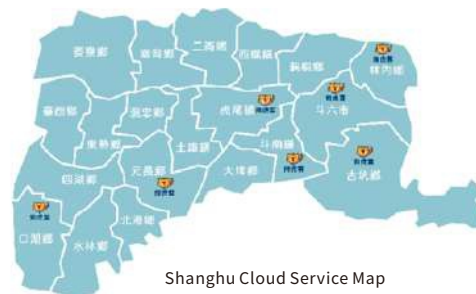 麥寮鄉
崙背鄉
二崙鄉
西螺鎮
莿桐鄉
林內鄉
臺西鄉
褒忠鄉
虎尾鎮
斗六市
東勢鄉
土庫鎮
斗南鎮
四湖鄉
元長鄉
大埤鄉
古坑鄉
口湖鄉
水林鄉
北港鎮
Shanghu Cloud Service Map